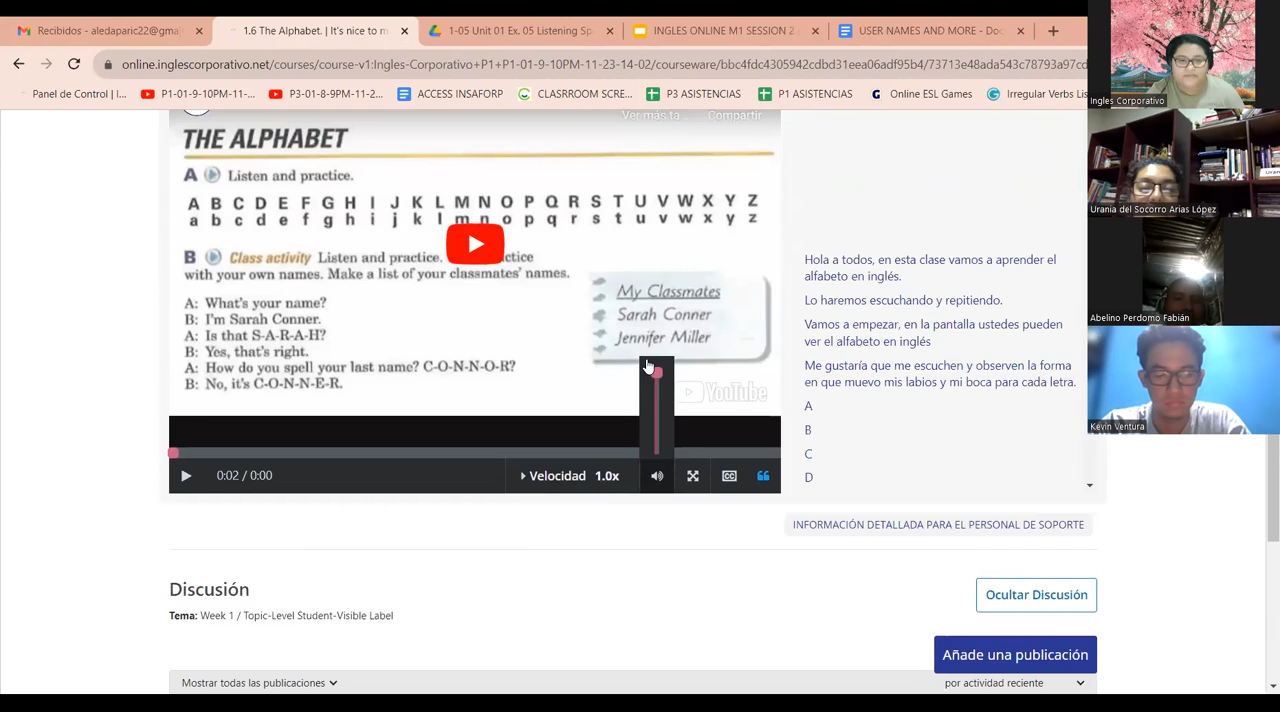 Recibidos - aledaparic22@gma
1.6 The Alphabet. | It's nice to m
1-05 Unit 01 Ex. 05 Listening Sp
INGLES ONLINE M1 SESSION 2
USER NAMES AND MORE - Doc
online.inglescorporativo.net/courses/course-v1:Ingles-Corporativo+P1+P1-01-9-10PM-11-23-14-02/courseware/bbc4fdc4305942cdbd31eea06adf95b4/73713e48ada543c78793a97cd
Panel de Control | I...
P1-01-9-10PM-11-...
P3-01-8-9PM-11-2...
ACCESO INSAFORP
CLASRROOM SCRE...
P3 ASISTENCIAS
P1 ASISTENCIAS
Online ESL Games
Irregular Verbs Lis
Ingles Corporativo
Urania del Socorro Arias López
Abelino Perdomo Fabián
Kevin Ventura
Ver más ta...
Compartir
THE ALPHABET
A Listen and practice.
A B C D E F G H I J K L M N O P Q R S T U V W X Y Z
a b c d e f g h i j k l m n o p q r s t u v w x y z
B Class activity Listen and practice. ctice
with your own names. Make a list of your classmates' names.
A: What's your name?
B: I'm Sarah Conner.
A: Is that S-A-R-A-H?
B: Yes, that's right.
A: How do you spell your last name? C-O-N-N-O-R?
B: No, it's C-O-N-N-E-R.
My Classmates
Sarah Conner
Jennifer Miller
YouTube
0:02 / 0:00
Velocidad 1.0x
CC
Hola a todos, en esta clase vamos a aprender el
alfabeto en inglés.
Lo haremos escuchando y repitiendo.
Vamos a empezar, en la pantalla ustedes pueden
ver el alfabeto en inglés
Me gustaría que me escuchen y observen la forma
en que muevo mis labios y mi boca para cada letra.
A
B
C
D
INFORMACIÓN DETALLADA PARA EL PERSONAL DE SOPORTE
Discusión
Ocultar Discusión
Tema: Week 1 / Topic-Level Student-Visible Label
Añade una publicación
Mostrar todas las publicaciones
por actividad reciente